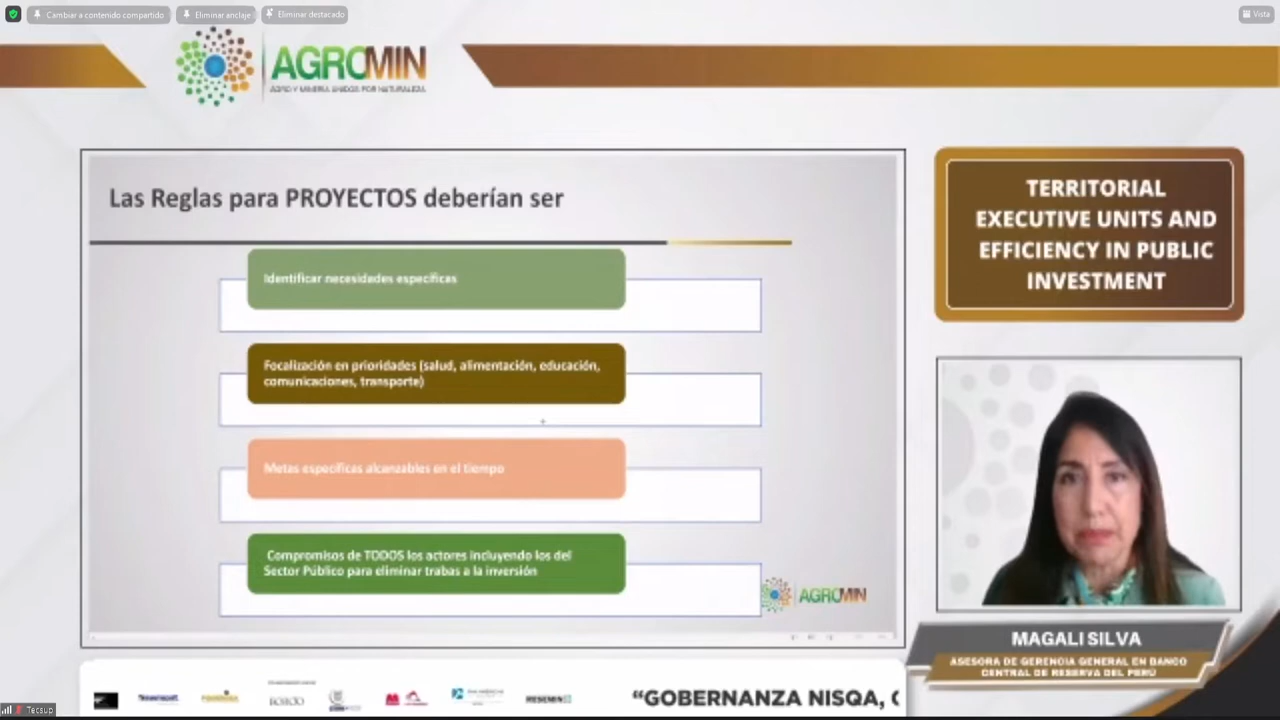 Cambiar a contenido compartido
Eliminar anclaje
Eliminar destacado
Vista
AGROMIN
AGRO Y MINERÍA UNIDOS POR NATURALEZA
Las Reglas para PROYECTOS deberían ser
Identificar necesidades específicas
Focalización en prioridades (salud, alimentación, educación,
comunicaciones, transporte)
Metas específicas alcanzables en el tiempo
Compromisos de TODOS los actores incluyendo los del
Sector Público para eliminar trabas a la inversión
AGROMIN
TERRITORIAL
EXECUTIVE UNITS AND
EFFICIENCY IN PUBLIC
INVESTMENT
MAGALI SILVA
ASESORA DE GERENCIA GENERAL EN BANCO
CENTRAL DE RESERVA DEL PERÚ
RESEMIN
“GOBERNANZA NISQA, C
Tecsup